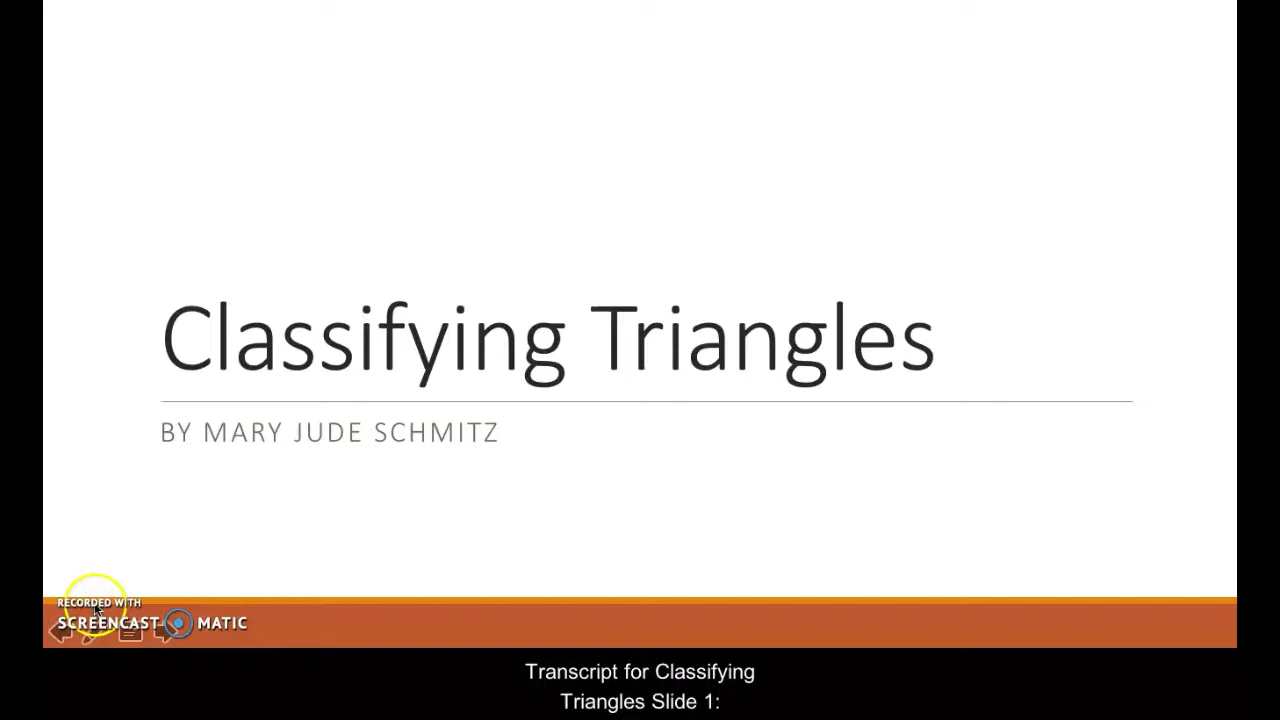 Classifying Triangles
BY MARY JUDE SCHMITZ
RECORDED WITH
SCREENCAST MATIC
Transcript for Classifying
Triangles Slide 1: